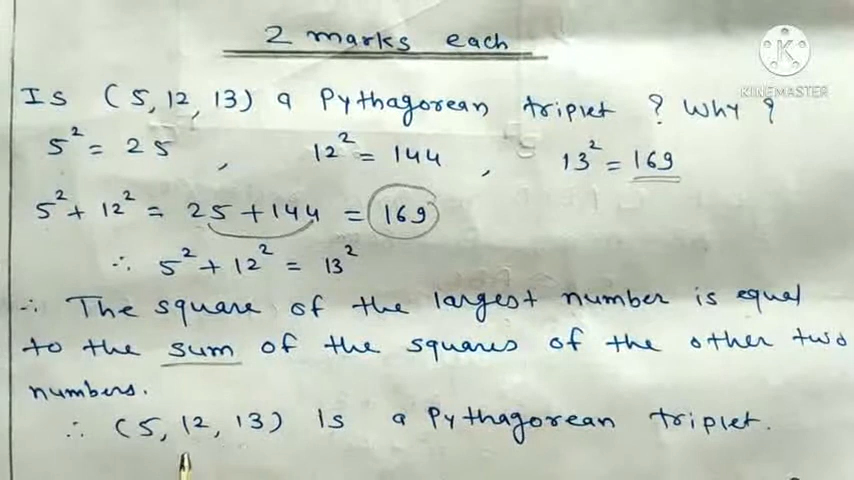 2 marks each
KINEMASTER
Is (5, 12, 13) a Pythagorean triplet ? Why ?
5² = 25 , 12² = 144 , 13² = 169
5² + 12² = 25 + 144 = 169
∴ 5² + 12² = 13²
∴ The square of the largest number is equal
to the sum of the squares of the other two
numbers.
∴ (5, 12, 13) Is a Pythagorean triplet.